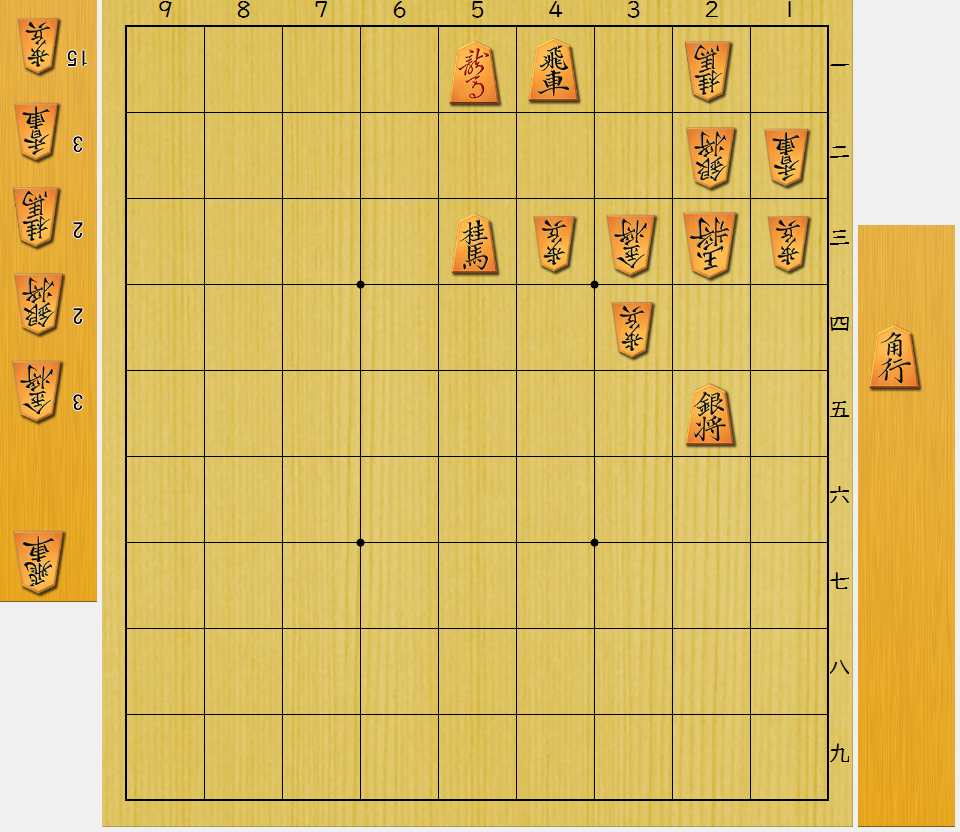 9 8 7 6 5 4 3 2 1
歩兵 15
香車 3
桂馬 2
銀将 2
金将 3
飛車
龍馬 飛車 桂馬 一
銀将 香車 二
桂馬 歩兵 金将 玉将 歩兵 三
歩兵 四
銀将 五
六
七
八
九
角行